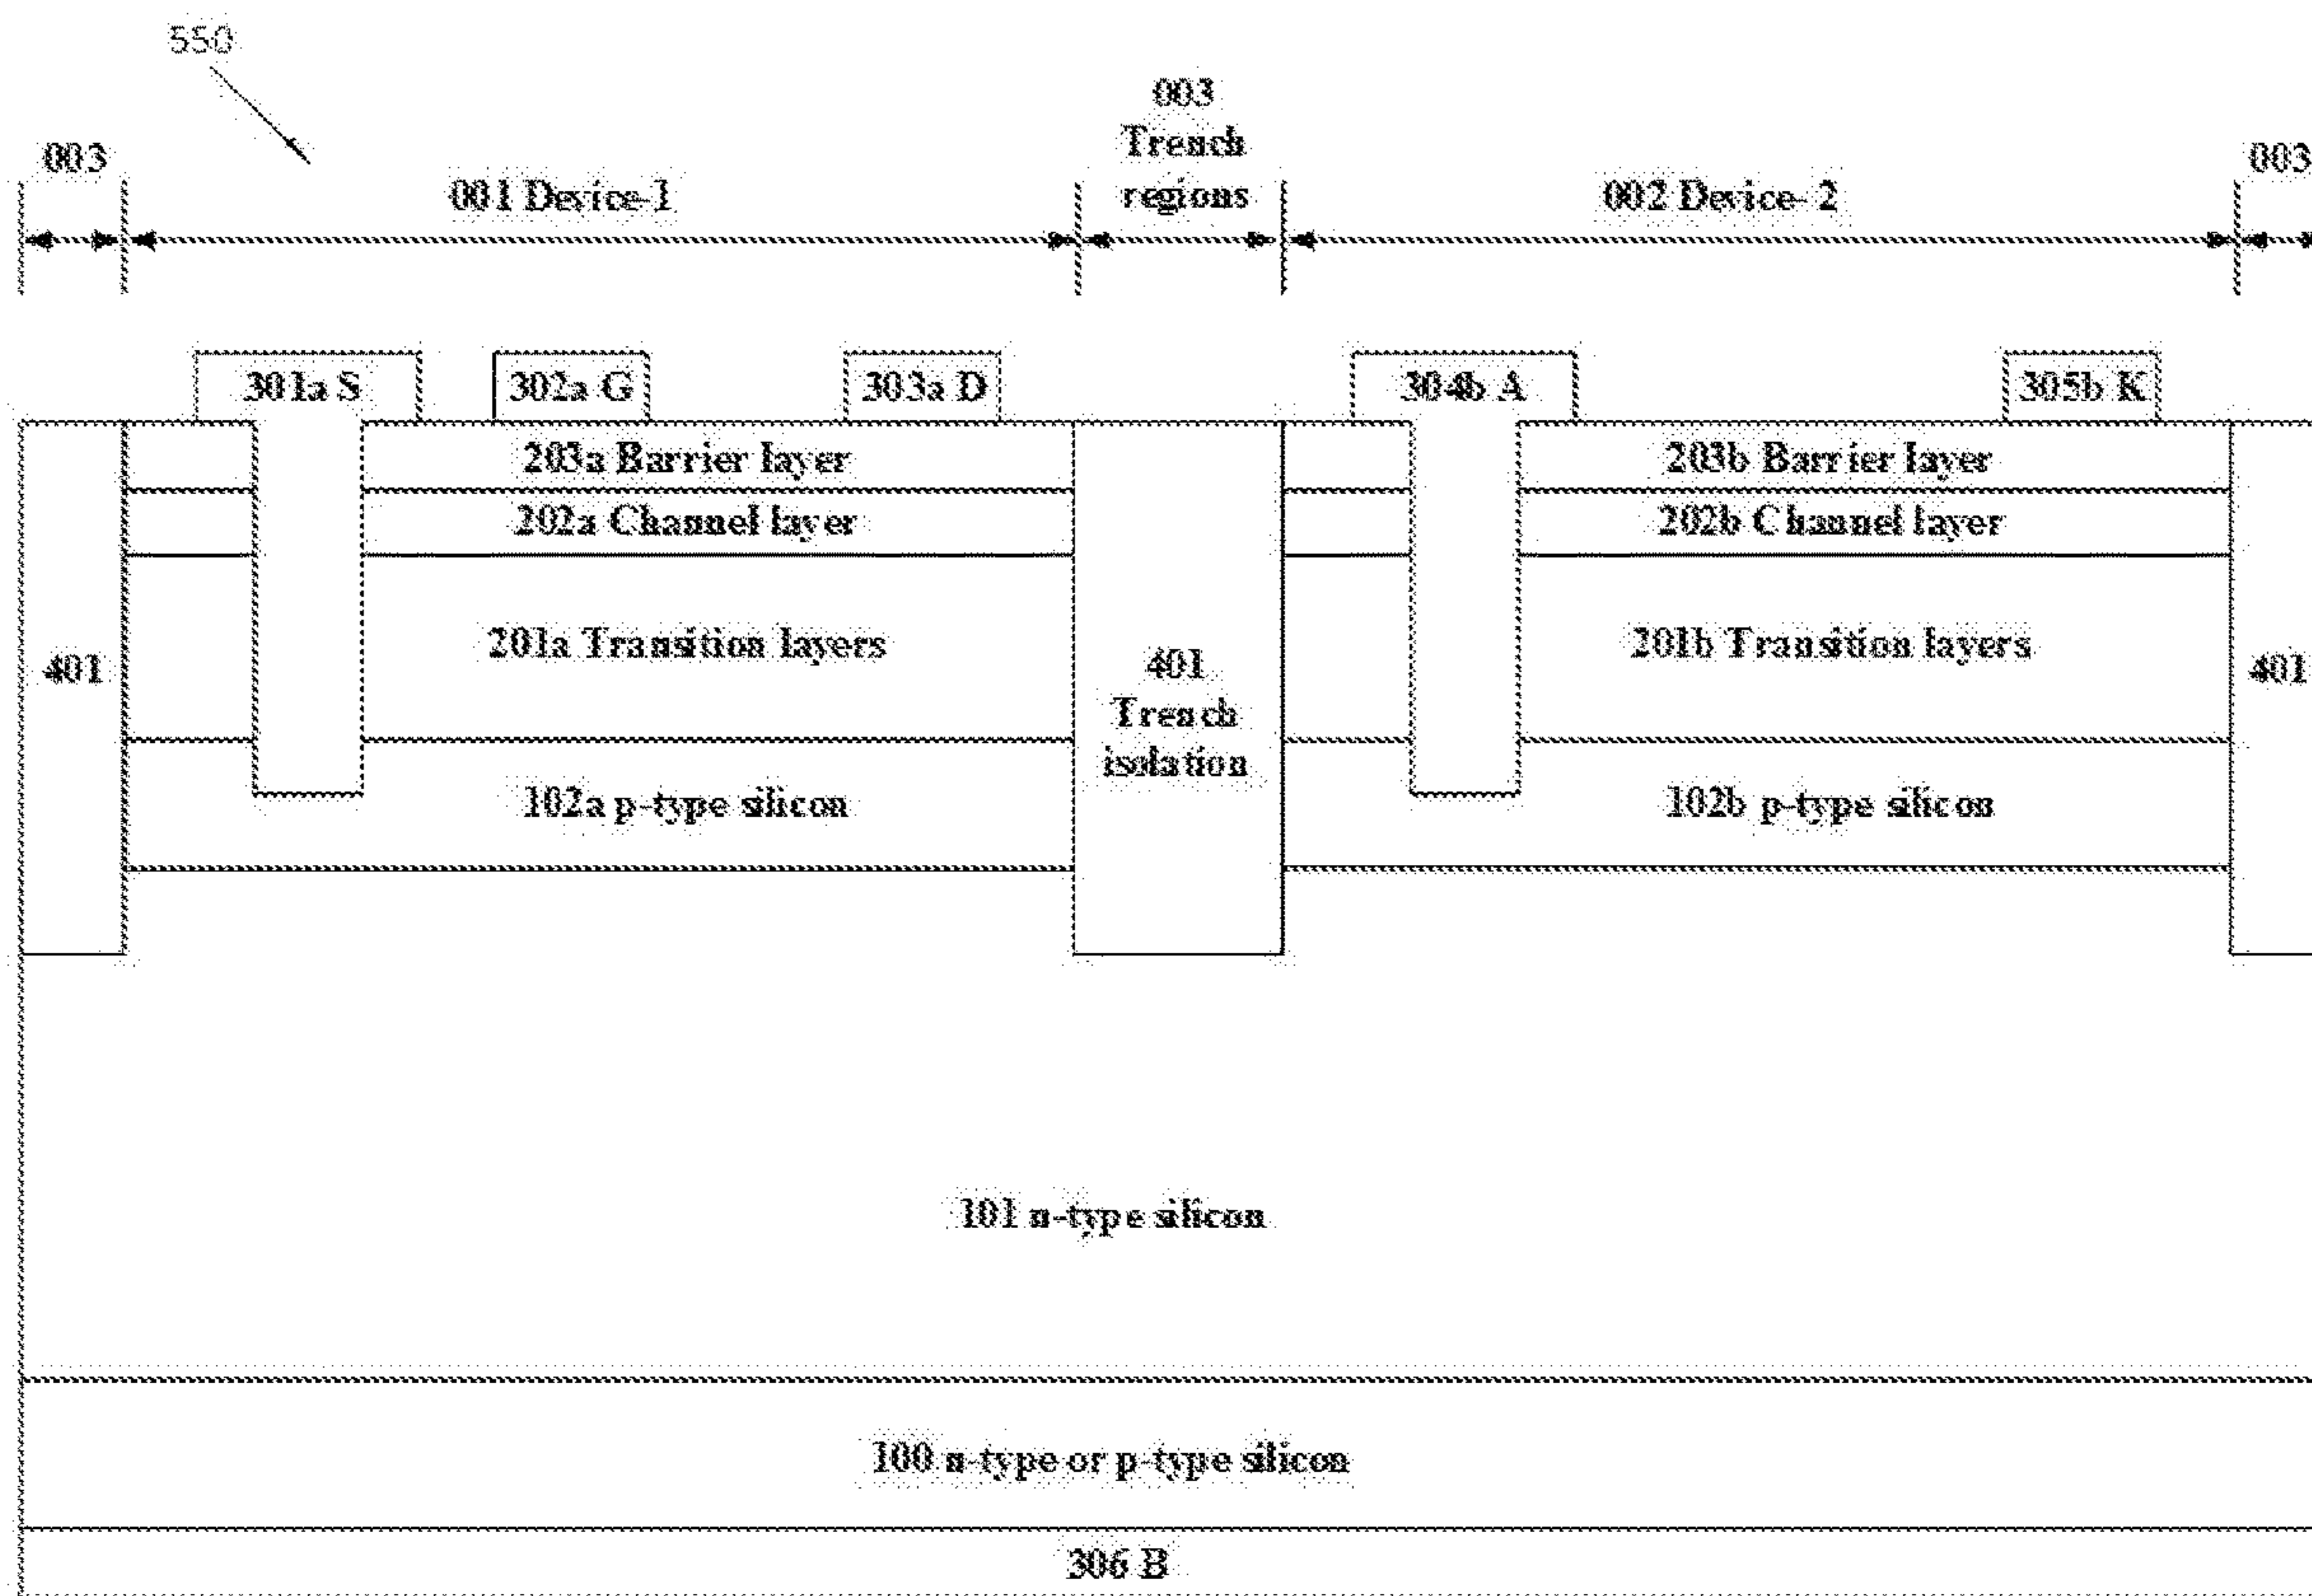 550
003
Trench
regions
003
001 Device-1
002 Device- 2
003
301a S
302a G
303a D
304b A
305b K
203a Barrier layer
203b Barrier layer
202a Channel layer
202b Channel layer
201a Transition layers
201b Transition layers
401
401
Trench
isolation
401
102a p-type silicon
102b p-type silicon
101 n-type silicon
100 n-type or p-type silicon
306 B